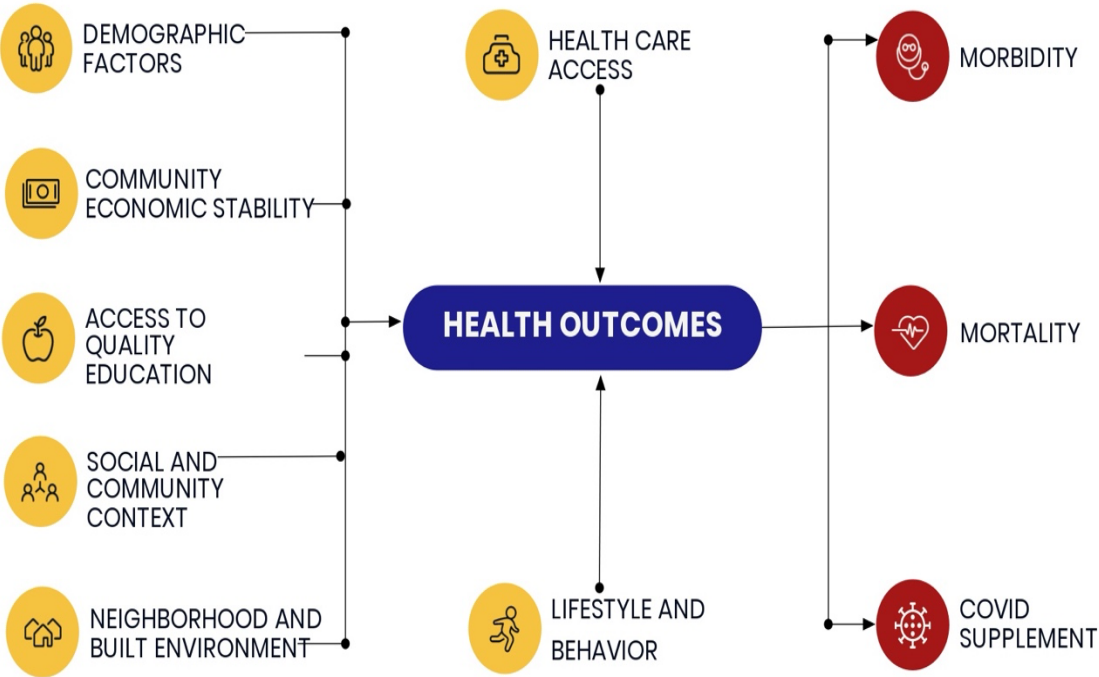 DEMOGRAPHIC
FACTORS
COMMUNITY
ECONOMIC STABILITY
ACCESS TO
QUALITY
EDUCATION
SOCIAL AND
COMMUNITY
CONTEXT
NEIGHBORHOOD AND
BUILT ENVIRONMENT
HEALTH CARE
ACCESS
HEALTH OUTCOMES
LIFESTYLE AND
BEHAVIOR
MORBIDITY
MORTALITY
COVID
SUPPLEMENT